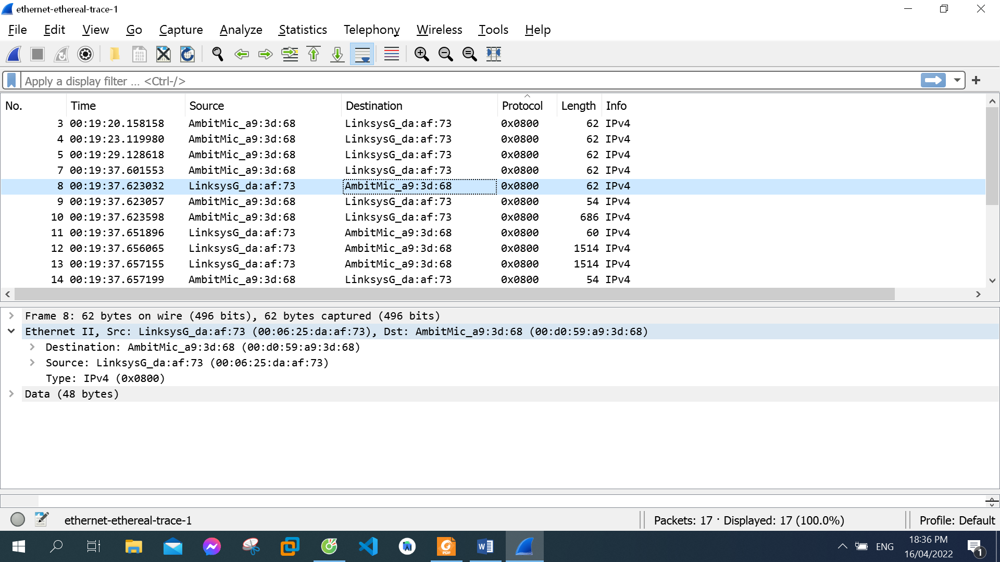 ethernet-ethereal-trace-1
File Edit View Go Capture Analyze Statistics Telephony Wireless Tools Help
Apply a display filter ... <Ctrl-/>
No. Time Source Destination Protocol Length Info
3 00:19:20.158158 AmbitMic_a9:3d:68 LinksysG_da:af:73 0x0800 62 IPv4
4 00:19:23.119980 AmbitMic_a9:3d:68 LinksysG_da:af:73 0x0800 62 IPv4
5 00:19:29.128618 AmbitMic_a9:3d:68 LinksysG_da:af:73 0x0800 62 IPv4
7 00:19:37.601553 AmbitMic_a9:3d:68 LinksysG_da:af:73 0x0800 62 IPv4
8 00:19:37.623032 LinksysG_da:af:73 AmbitMic_a9:3d:68 0x0800 62 IPv4
9 00:19:37.623057 AmbitMic_a9:3d:68 LinksysG_da:af:73 0x0800 54 IPv4
10 00:19:37.623598 AmbitMic_a9:3d:68 LinksysG_da:af:73 0x0800 686 IPv4
11 00:19:37.651896 LinksysG_da:af:73 AmbitMic_a9:3d:68 0x0800 60 IPv4
12 00:19:37.656065 LinksysG_da:af:73 AmbitMic_a9:3d:68 0x0800 1514 IPv4
13 00:19:37.657155 LinksysG_da:af:73 AmbitMic_a9:3d:68 0x0800 1514 IPv4
14 00:19:37.657199 AmbitMic_a9:3d:68 LinksysG_da:af:73 0x0800 54 IPv4
Frame 8: 62 bytes on wire (496 bits), 62 bytes captured (496 bits)
Ethernet II, Src: LinksysG_da:af:73 (00:06:25:da:af:73), Dst: AmbitMic_a9:3d:68 (00:d0:59:a9:3d:68)
Destination: AmbitMic_a9:3d:68 (00:d0:59:a9:3d:68)
Source: LinksysG_da:af:73 (00:06:25:da:af:73)
Type: IPv4 (0x0800)
Data (48 bytes)
ethernet-ethereal-trace-1 Packets: 17 · Displayed: 17 (100.0%) Profile: Default
PDF
W
ENG
18:36 PM
16/04/2022
1